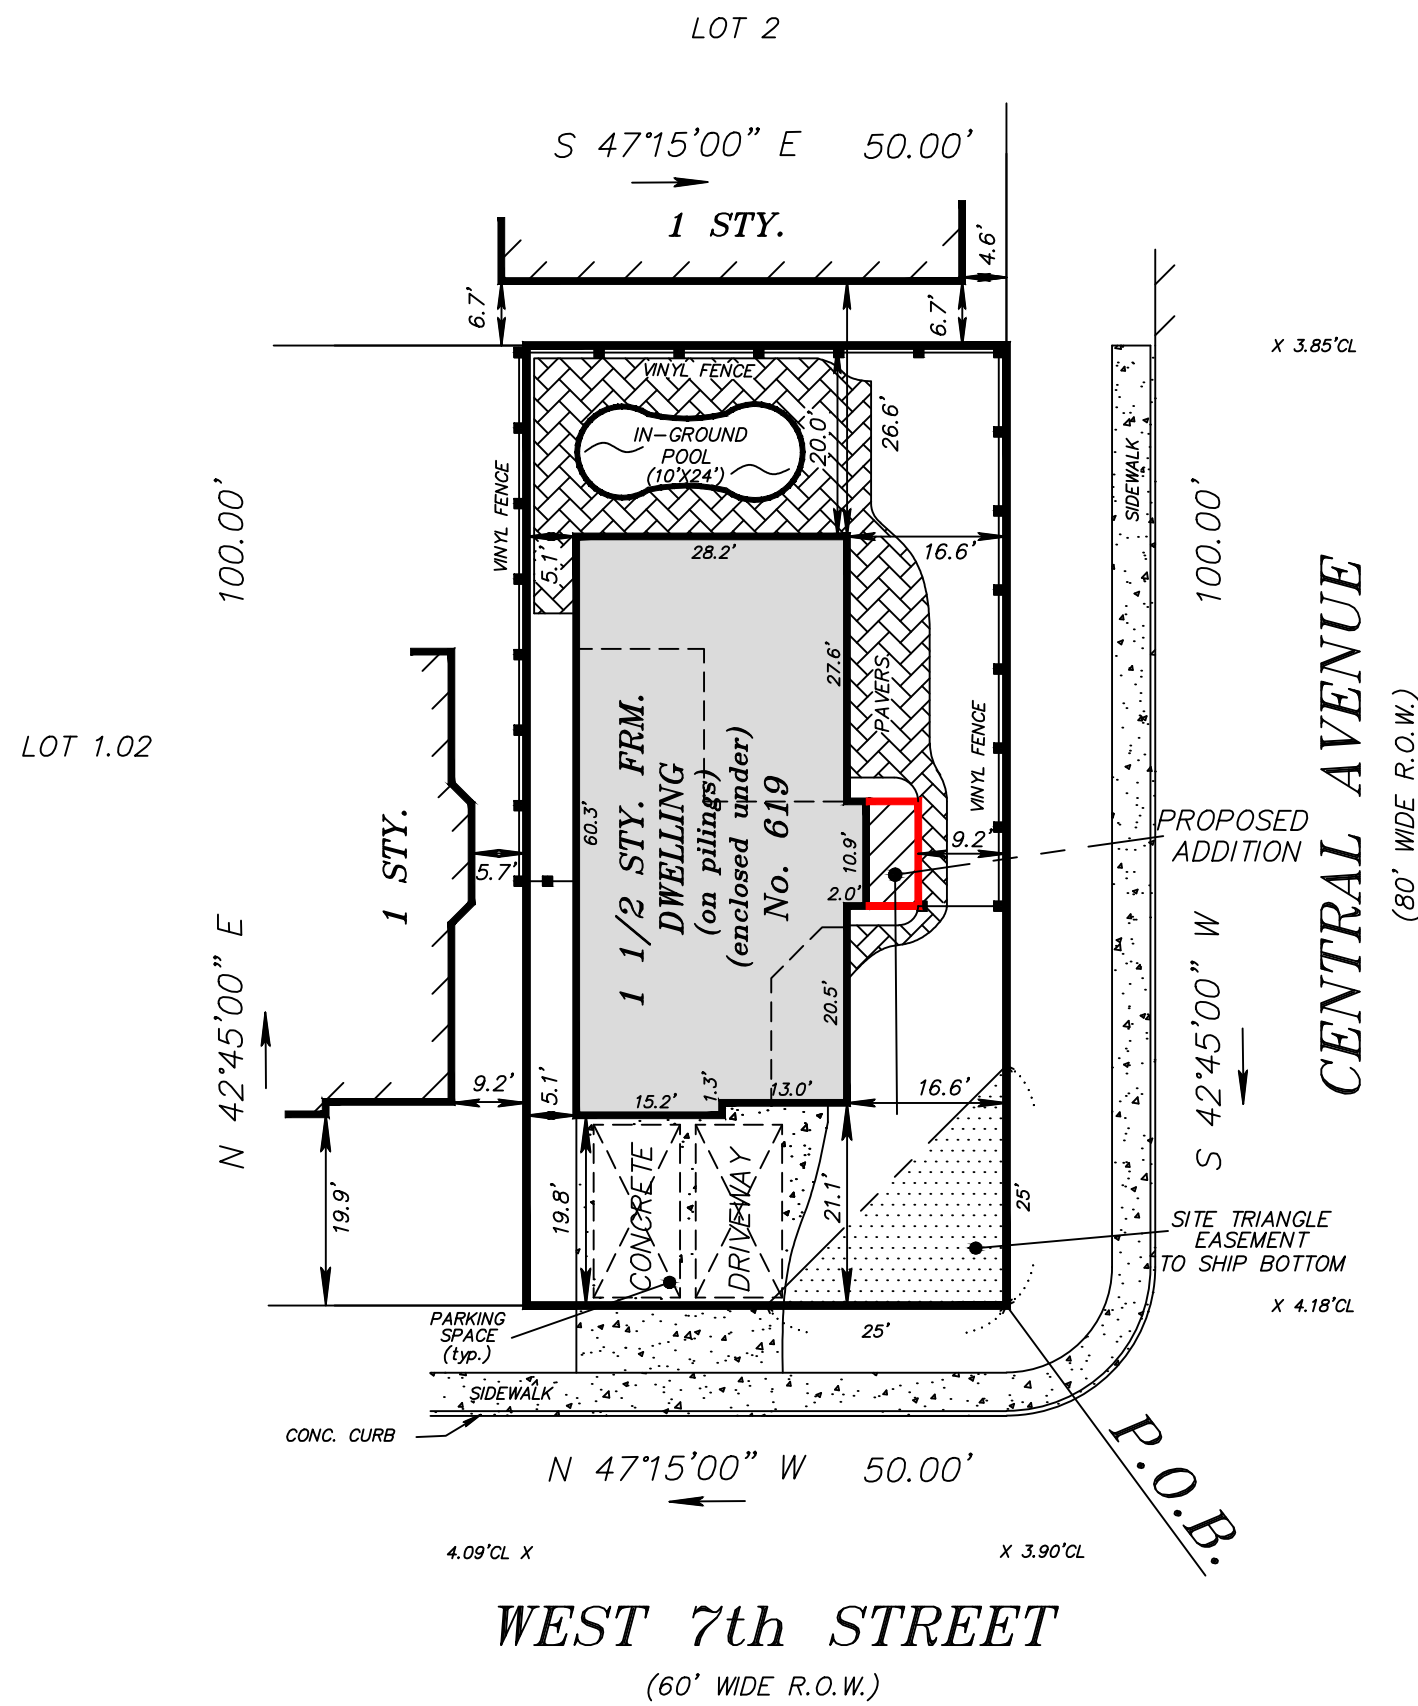 LOT 2
S 47°15'00" E 50.00'
1 STY.
4.6'
6.7'
6.7'
X 3.85'CL
VINYL FENCE
IN-GROUND
POOL
(10'X24')
20.0'
26.6'
SIDEWALK
VINYL FENCE
100.00'
100.00'
5.1'
28.2'
16.6'
27.6'
PAVERS
VINYL FENCE
LOT 1.02
1 STY.
5.7'
60.3'
1 1/2 STY. FRM.
DWELLING
(on pilings)
(enclosed under)
No. 619
10.9'
2.0'
9.2'
PROPOSED
ADDITION
CENTRAL AVENUE
(80' WIDE R.O.W.)
N 42°45'00" E
S 42°45'00" W
20.5'
9.2'
5.1'
15.2'
1.3'
13.0'
16.6'
19.9'
19.8'
CONCRETE
DRIVEWAY
21.1'
25'
SITE TRIANGLE
EASEMENT
TO SHIP BOTTOM
X 4.18'CL
PARKING
SPACE
(typ.)
25'
SIDEWALK
CONC. CURB
N 47°15'00" W 50.00'
P.O.B.
4.09'CL X
X 3.90'CL
WEST 7th STREET
(60' WIDE R.O.W.)